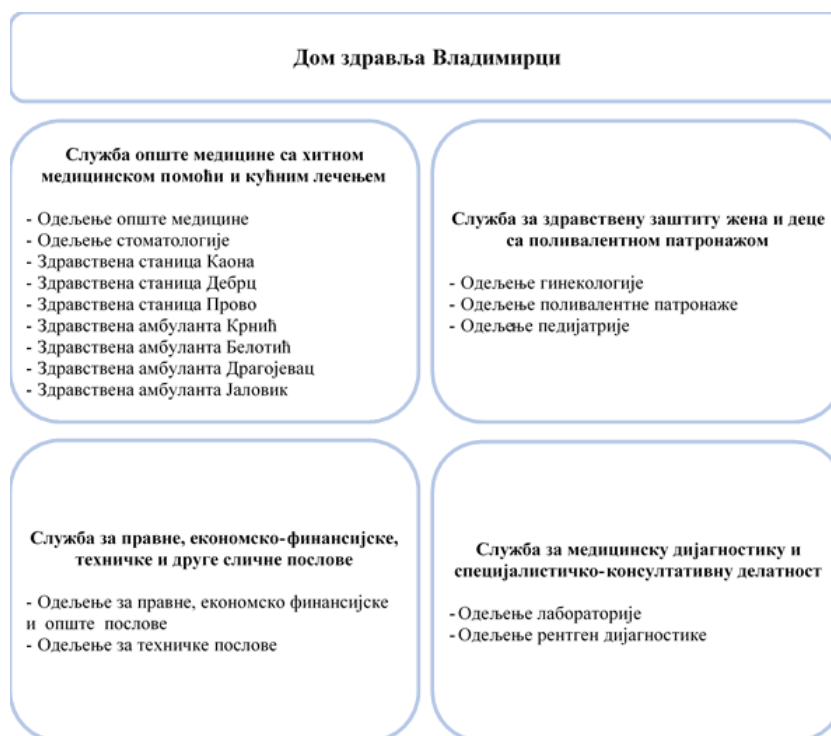 Дом здравља Владимирци
Служба опште медицине са хитном
медицинском помоћи и кућним лечењем
- Одељење опште медицине
- Одељење стоматологије
- Здравствена станица Каона
- Здравствена станица Дебрц
- Здравствена станица Прово
- Здравствена амбуланта Крнић
- Здравствена амбуланта Белотић
- Здравствена амбуланта Драгојевац
- Здравствена амбуланта Јаловик
Служба за здравствену заштиту жена и деце
са поливалентном патронажом
- Одељење гинекологије
- Одељење поливалентне патронаже
- Одељење педијатрије
Служба за правне, економско-финансијске,
техничке и друге сличне послове
- Одељење за правне, економско финансијске
и опште послове
- Одељење за техничке послове
Служба за медицинску дијагностику и
специјалистичко-консултативну делатност
- Одељење лабораторије
- Одељење рентген дијагностике